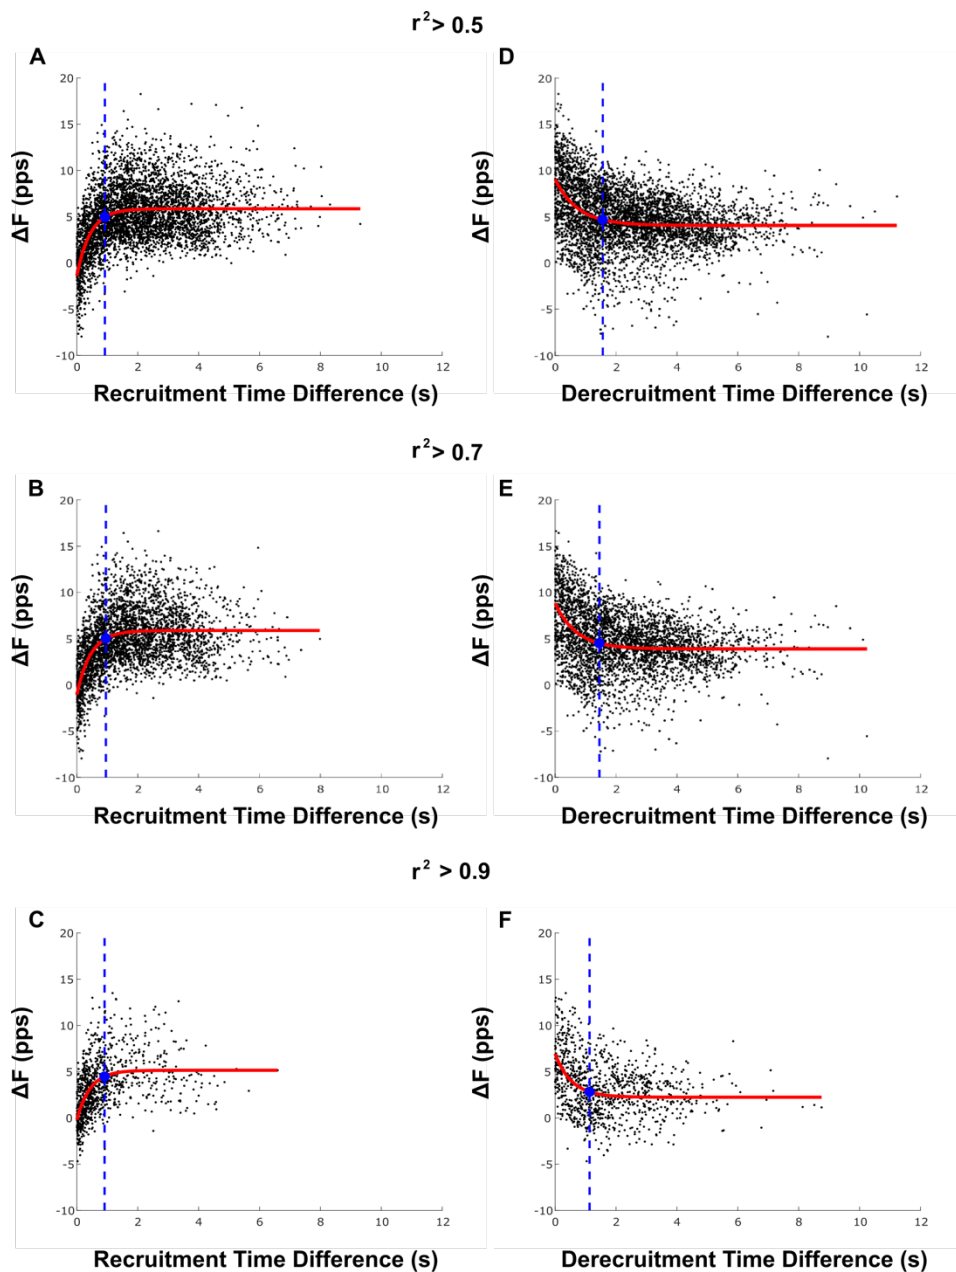 r² > 0.5
A
20
15
10
5
0
-5
-10
0 2 4 6 8 10 12
ΔF (pps)
Recruitment Time Difference (s)
D
20
15
10
5
0
-5
-10
0 2 4 6 8 10 12
ΔF (pps)
Derecruitment Time Difference (s)
r² > 0.7
B
20
15
10
5
0
-5
-10
0 2 4 6 8 10 12
ΔF (pps)
Recruitment Time Difference (s)
E
20
15
10
5
0
-5
-10
0 2 4 6 8 10 12
ΔF (pps)
Derecruitment Time Difference (s)
r² > 0.9
C
20
15
10
5
0
-5
-10
0 2 4 6 8 10 12
ΔF (pps)
Recruitment Time Difference (s)
F
20
15
10
5
0
-5
-10
0 2 4 6 8 10 12
ΔF (pps)
Derecruitment Time Difference (s)